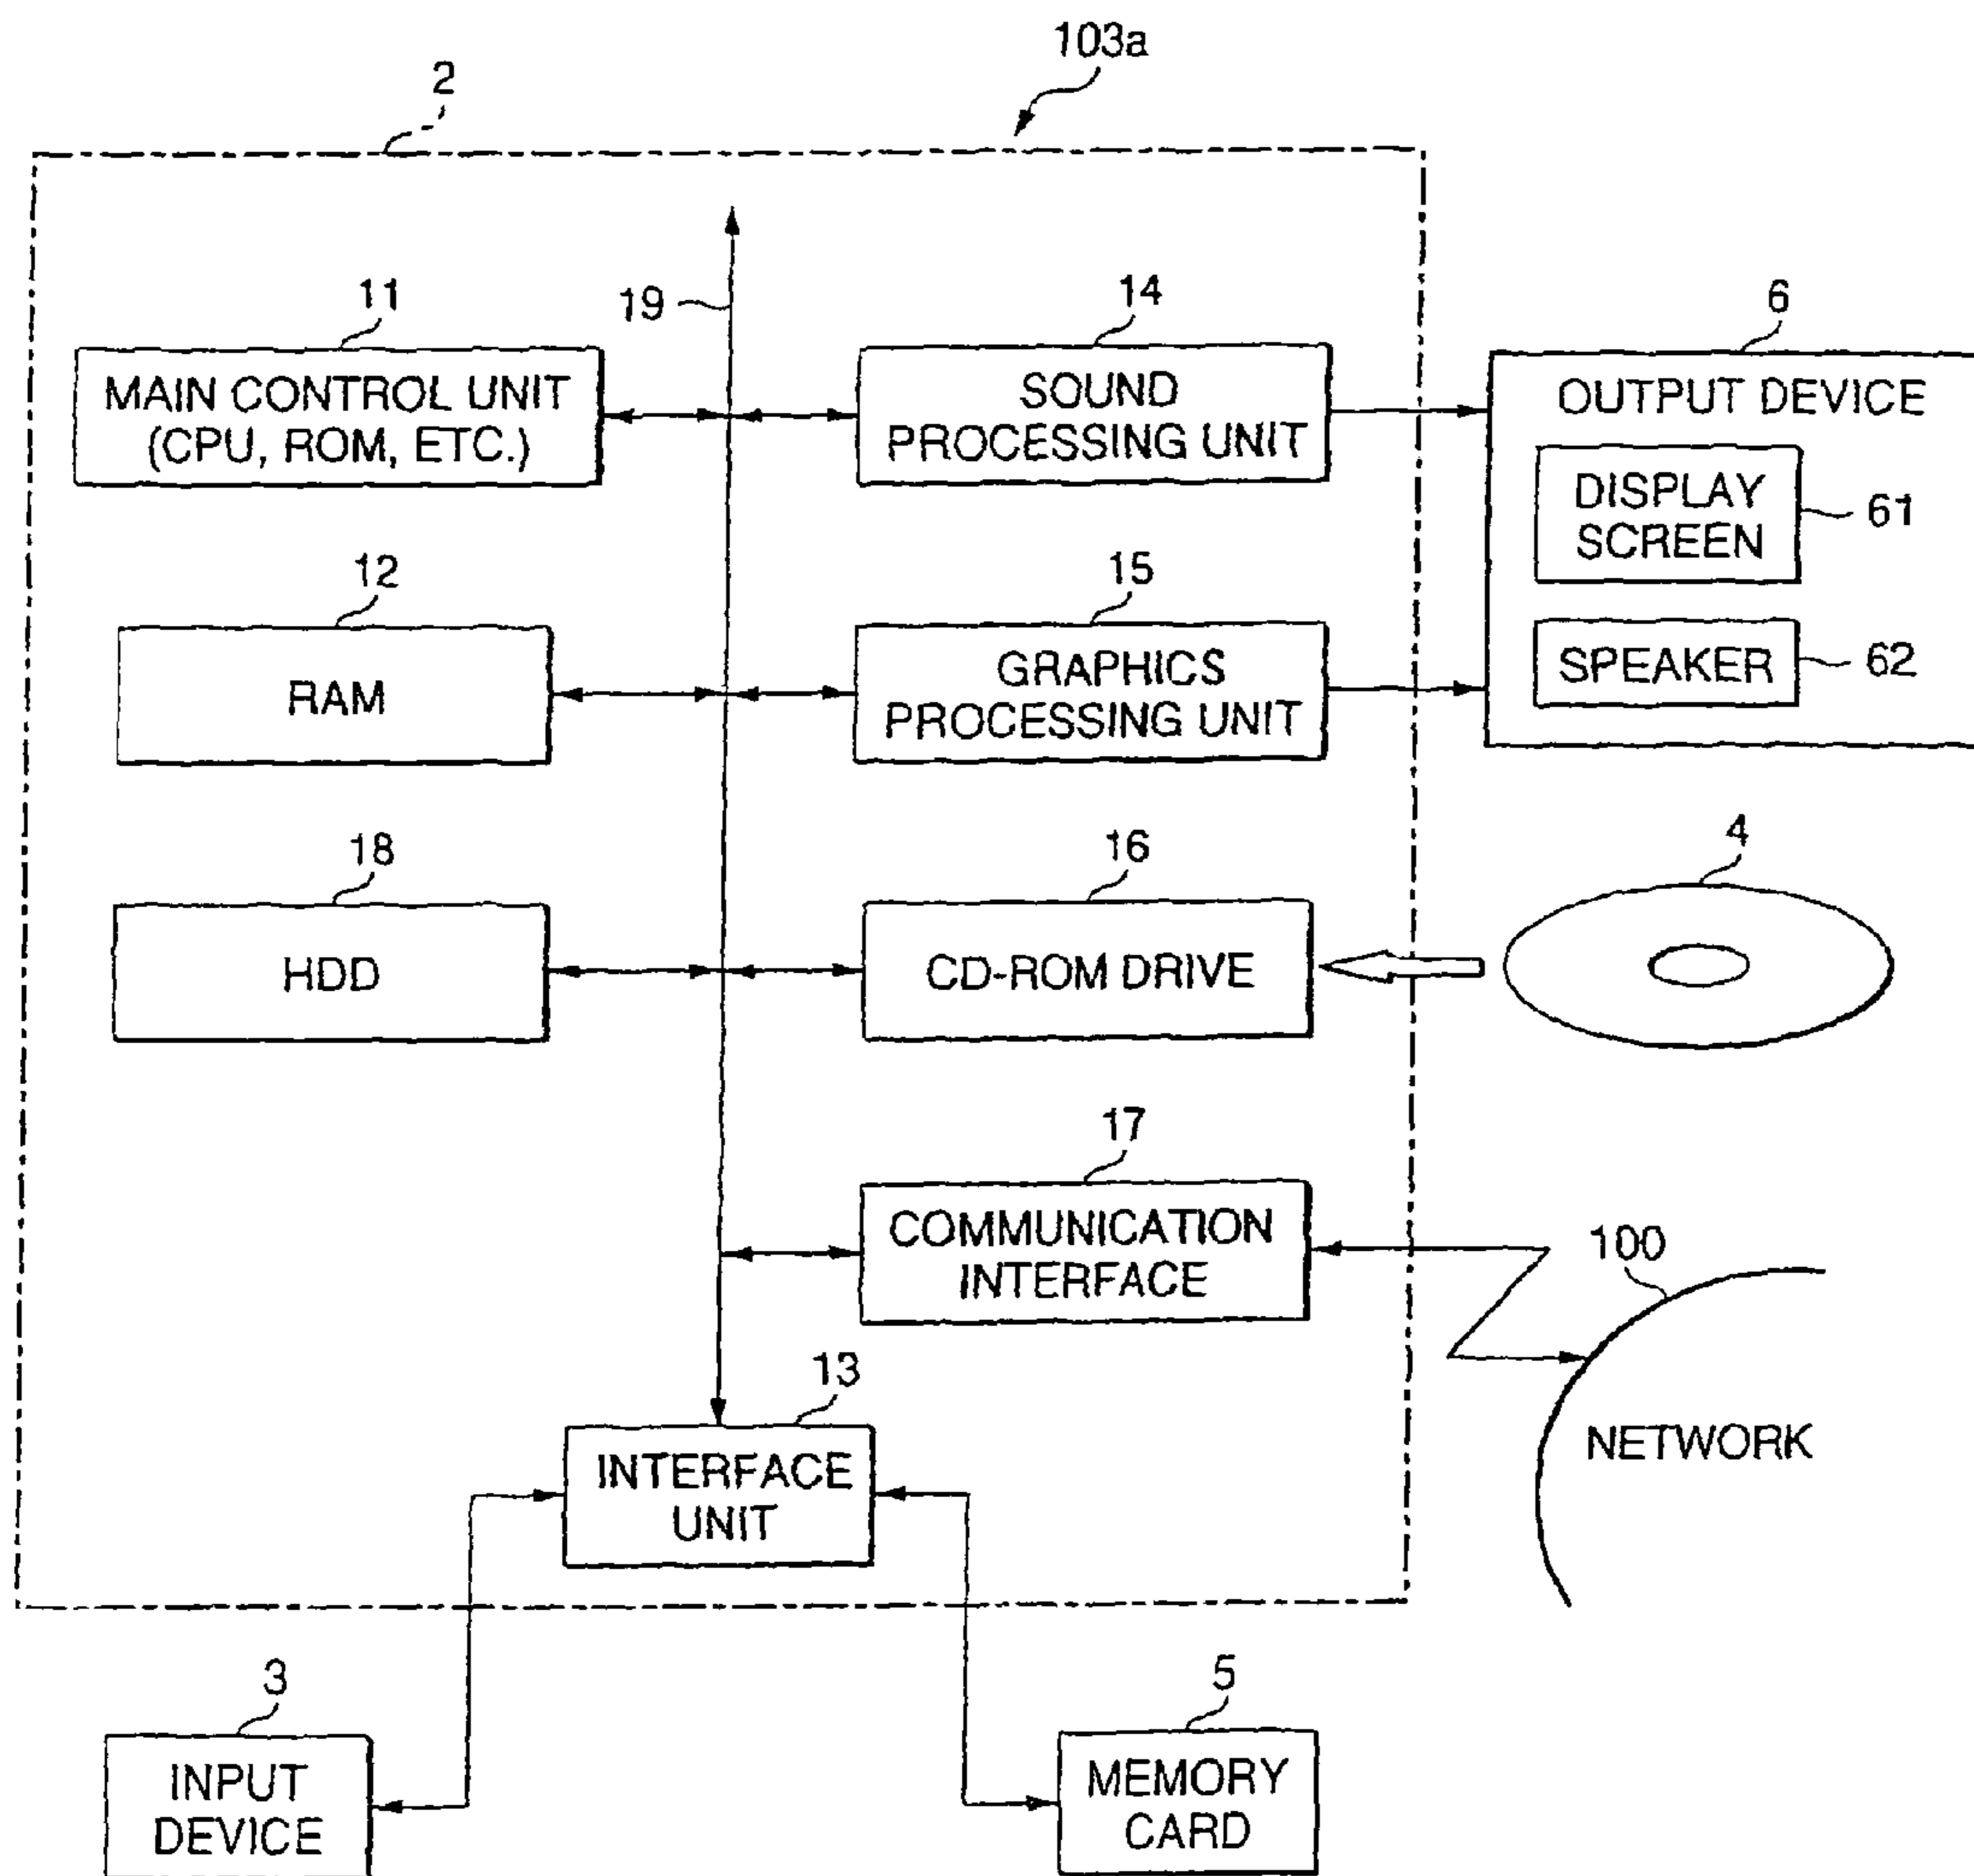 103a
2
11
19
14
6
MAIN CONTROL UNIT
(CPU, ROM, ETC.)
SOUND
PROCESSING UNIT
OUTPUT DEVICE
DISPLAY
SCREEN
61
12
15
RAM
GRAPHICS
PROCESSING UNIT
SPEAKER
62
18
16
4
HDD
CD-ROM DRIVE
17
COMMUNICATION
INTERFACE
100
13
NETWORK
INTERFACE
UNIT
3
5
INPUT
DEVICE
MEMORY
CARD